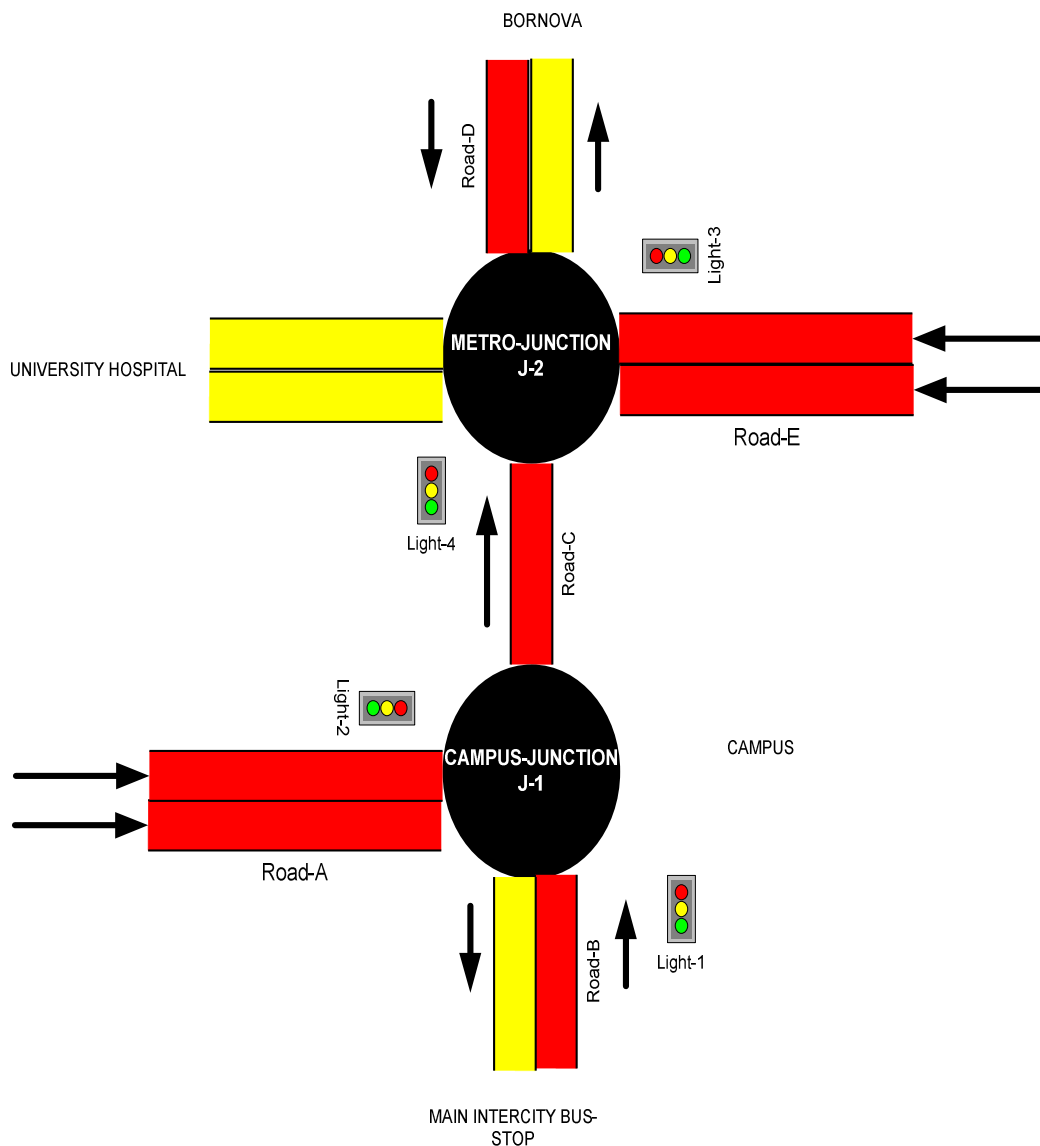 BORNOVA
Road-D
Light-3
METRO-JUNCTION
J-2
UNIVERSITY HOSPITAL
Road-E
Light-4
Road-C
Light-2
CAMPUS-JUNCTION
J-1
CAMPUS
Road-A
Road-B
Light-1
MAIN INTERCITY BUS-
STOP